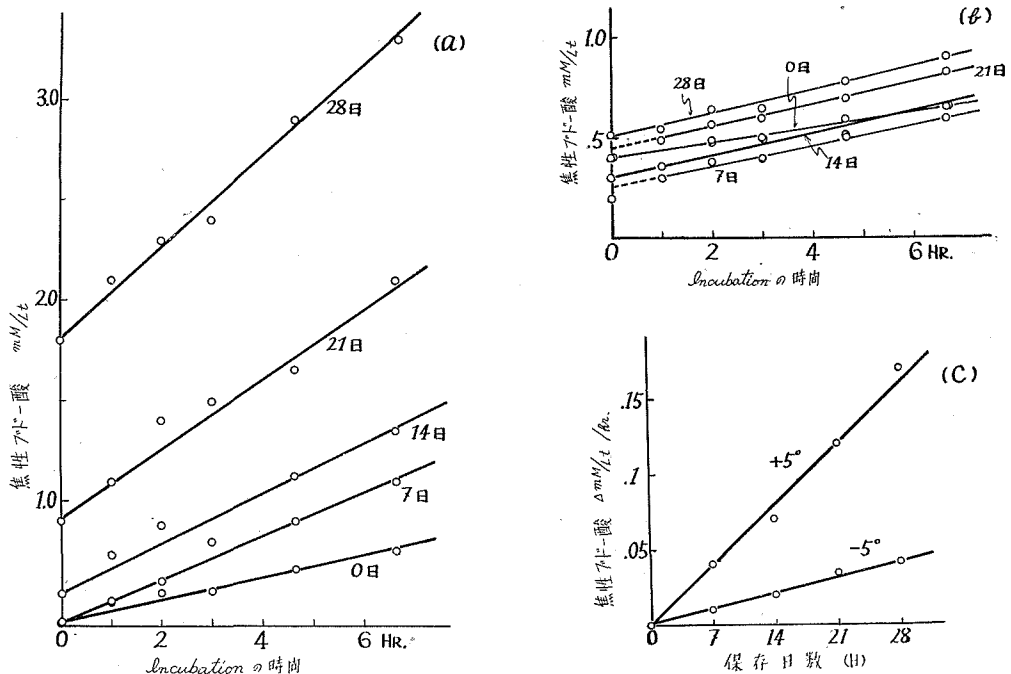 (a)
3.0
2.0
1.0
焦性ブドー酸 mM/Lt
28日
21日
14日
7日
0日
0 2 4 6 HR.
Incubation の時間
(b)
1.0
.5
0
焦性ブドー酸 mM/Lt
28日
0日
21日
14日
7日
0 2 4 6 HR.
Incubation の時間
(C)
.15
.1
.05
焦性ブドー酸 ΔmM/Lt/hr.
+5°
-5°
0 7 14 21 28
保存日数 (日)